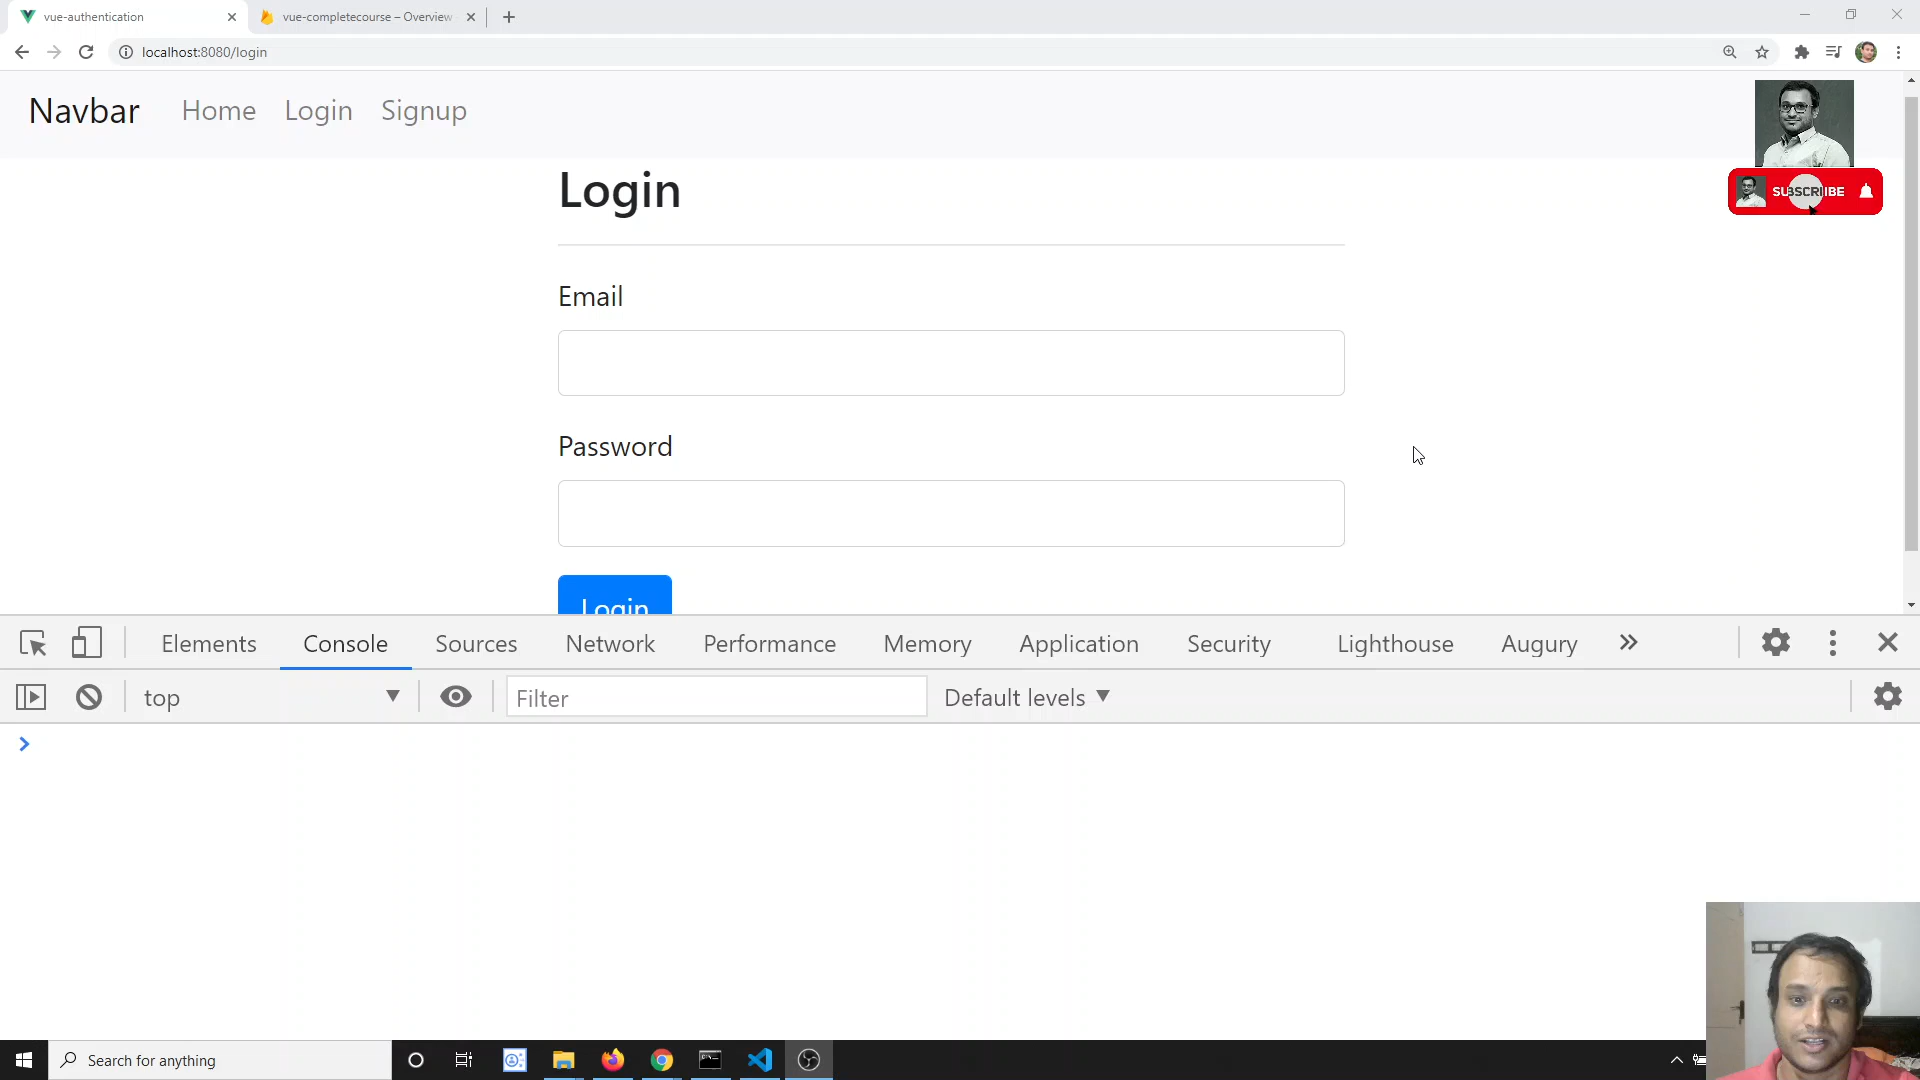 vue-authentication
vue-completecourse – Overview
localhost:8080/login
Navbar Home Login Signup
SUBSCRIBE
Login
Email
Password
Login
Elements Console Sources Network Performance Memory Application Security Lighthouse Augury
top Filter Default levels
Search for anything